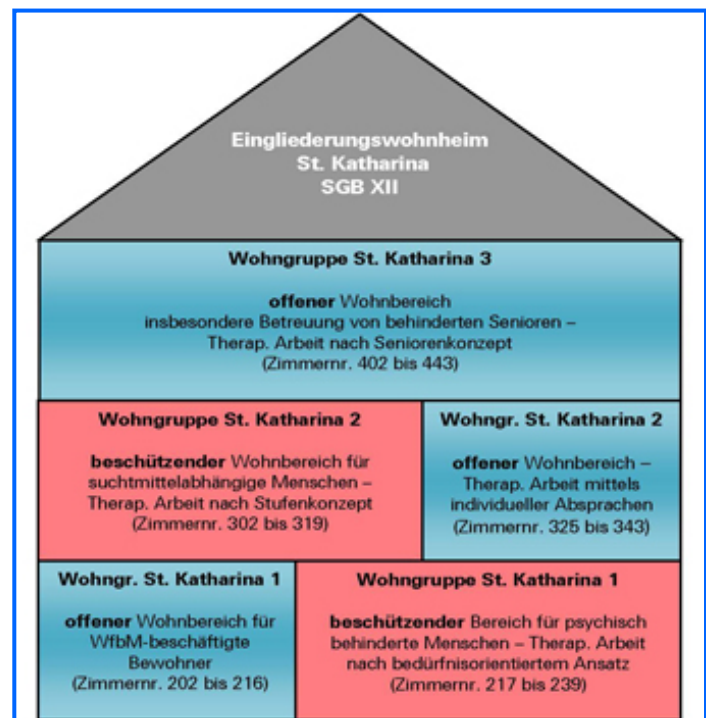 Eingliederungswohnheim
St. Katharina
SGB XII
Wohngruppe St. Katharina 3
offener Wohnbereich
insbesondere Betreuung von behinderten Senioren –
Therap. Arbeit nach Seniorenkonzept
(Zimmernr. 402 bis 443)
Wohngruppe St. Katharina 2
beschützender Wohnbereich für
suchtmittelabhängige Menschen –
Therap. Arbeit nach Stufenkonzept
(Zimmernr. 302 bis 319)
Wohngr. St. Katharina 2
offener Wohnbereich –
Therap. Arbeit mittels
individueller Absprachen
(Zimmernr. 325 bis 343)
Wohngr. St. Katharina 1
offener Wohnbereich für
WfbM-beschäftigte
Bewohner
(Zimmernr. 202 bis 216)
Wohngruppe St. Katharina 1
beschützender Bereich für psychisch
behinderte Menschen – Therap. Arbeit
nach bedürfnisorientiertem Ansatz
(Zimmernr. 217 bis 239)